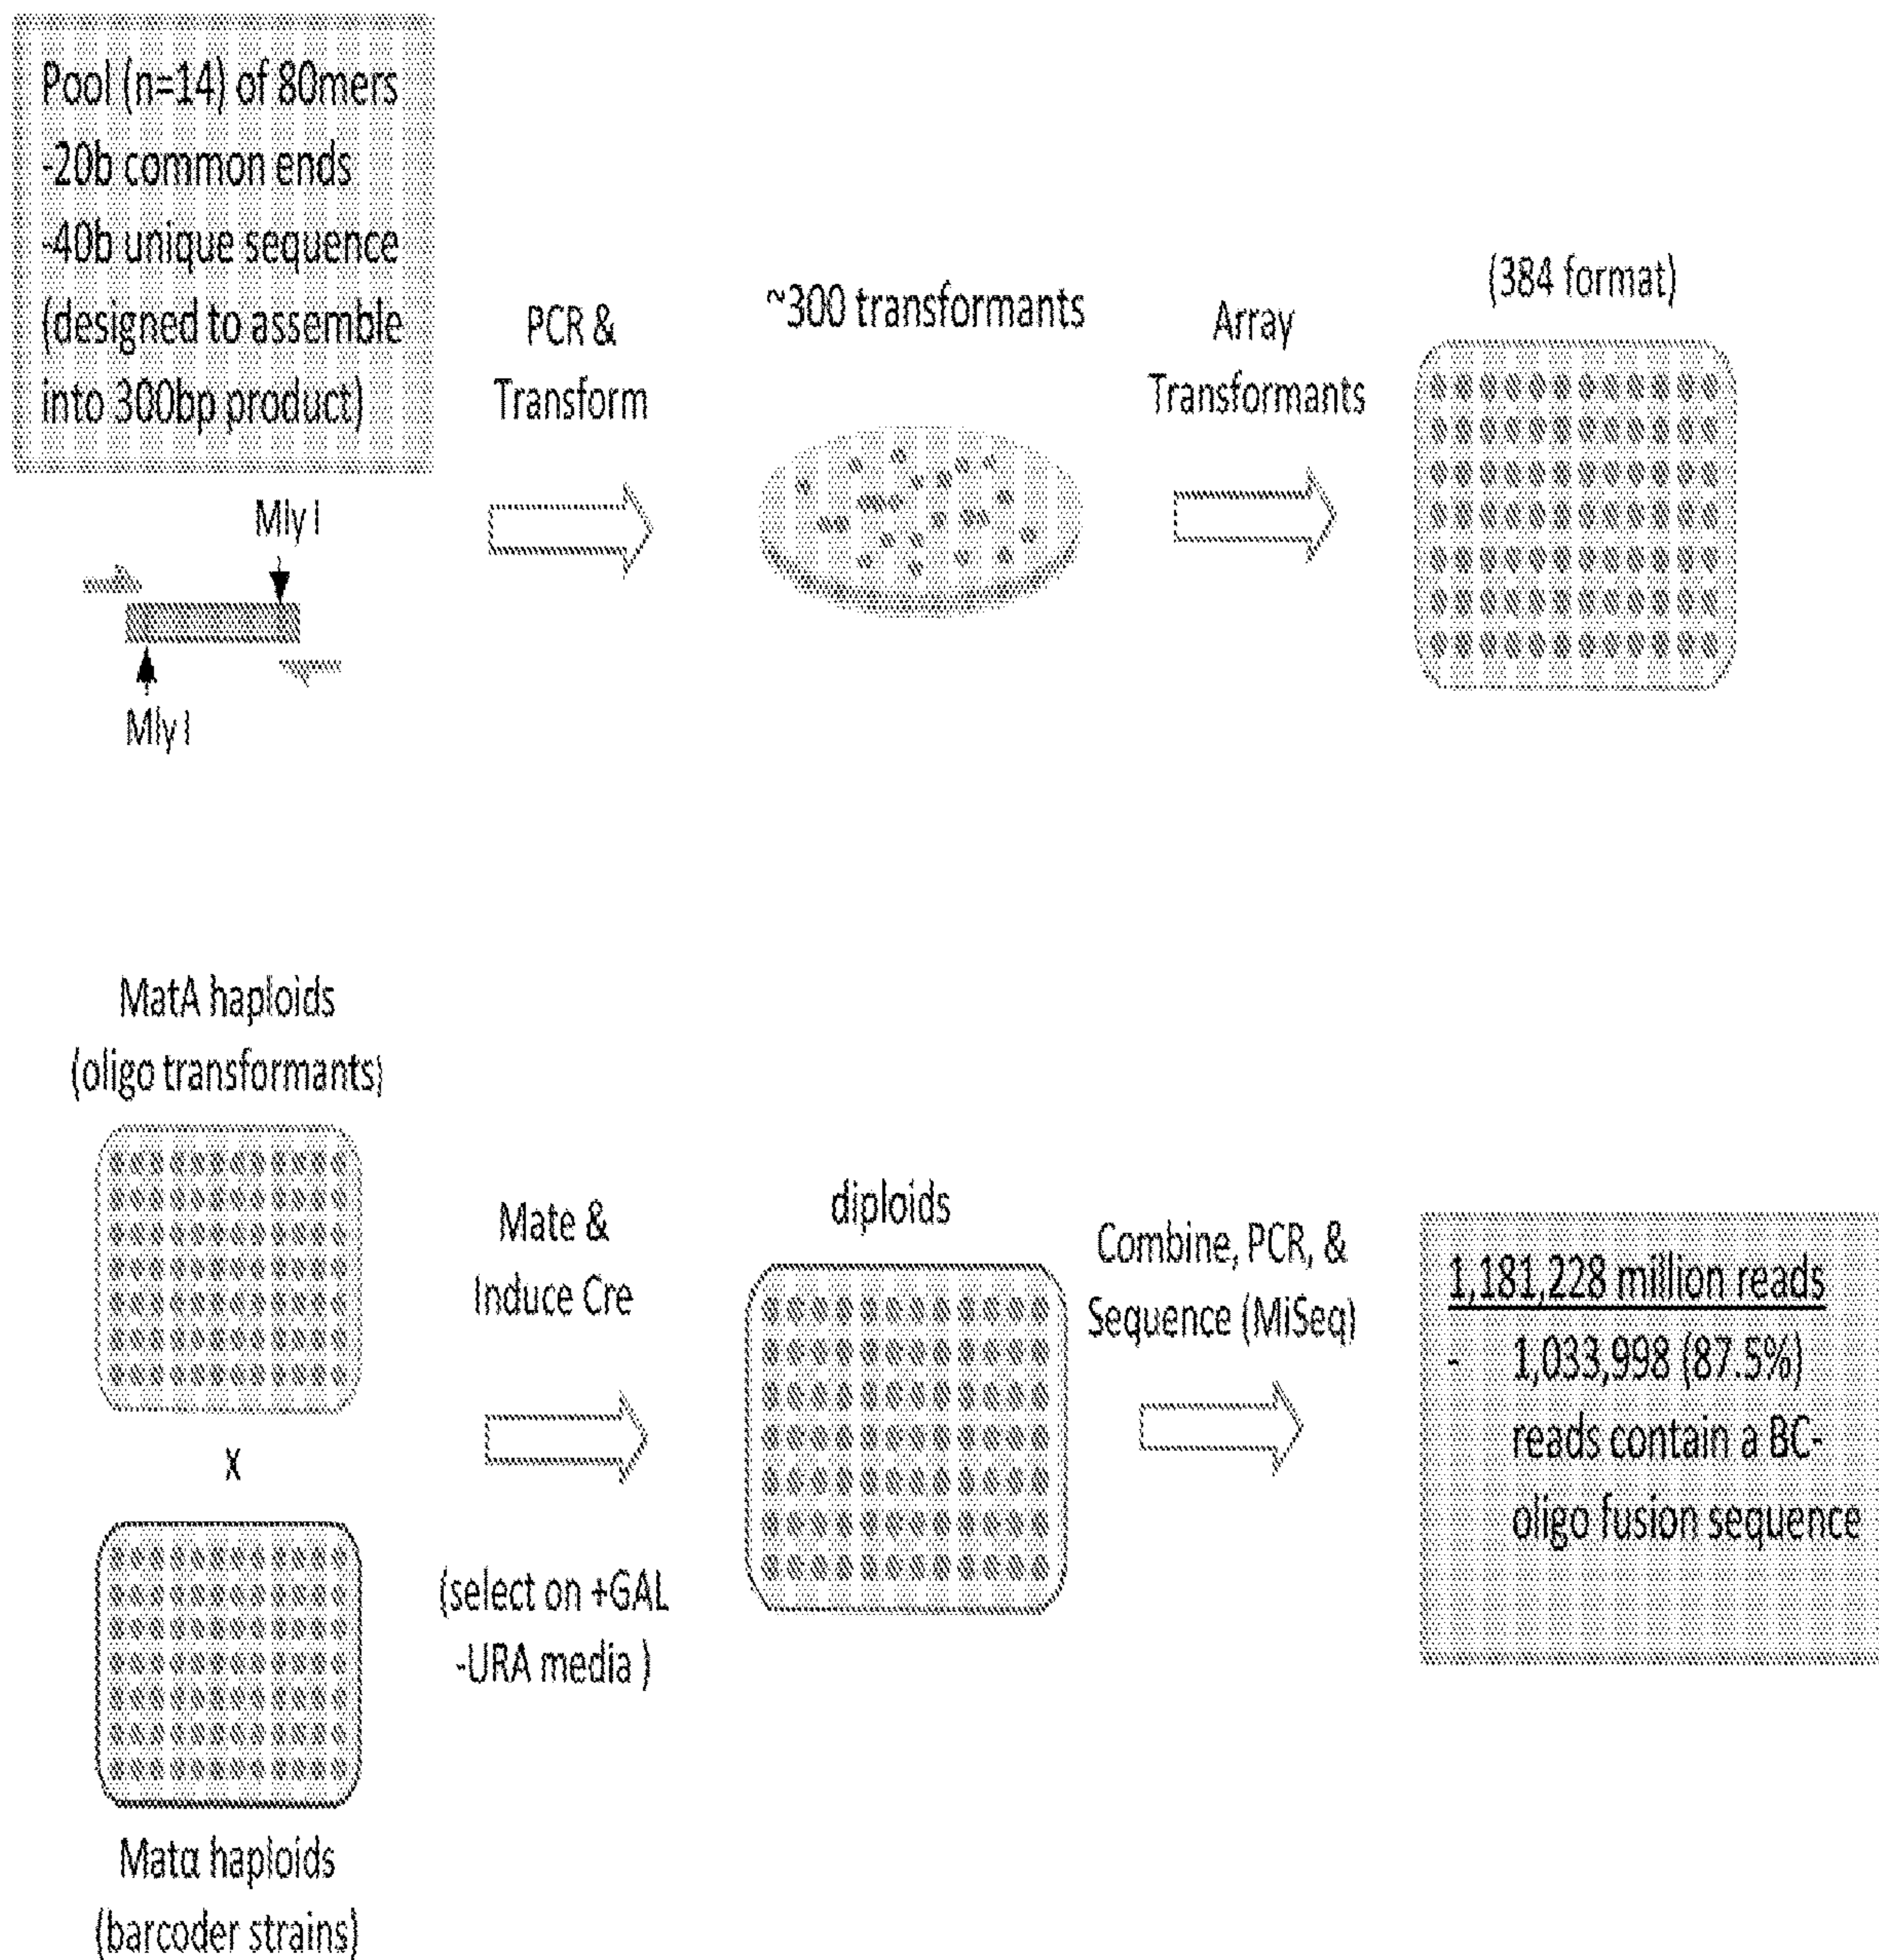 Pool (n=14) of 80mers
-20b common ends
-40b unique sequence
(designed to assemble
into 300bp product)
Mly I
Mly I
PCR &
Transform
~300 transformants
Array
Transformants
(384 format)
MatA haploids
(oligo transformants)
x
Matα haploids
(barcoder strains)
Mate &
Induce Cre
(select on +GAL
-URA media )
diploids
Combine, PCR, &
Sequence (MiSeq)
1,181,228 million reads
- 1,033,998 (87.5%)
reads contain a BC-
oligo fusion sequence